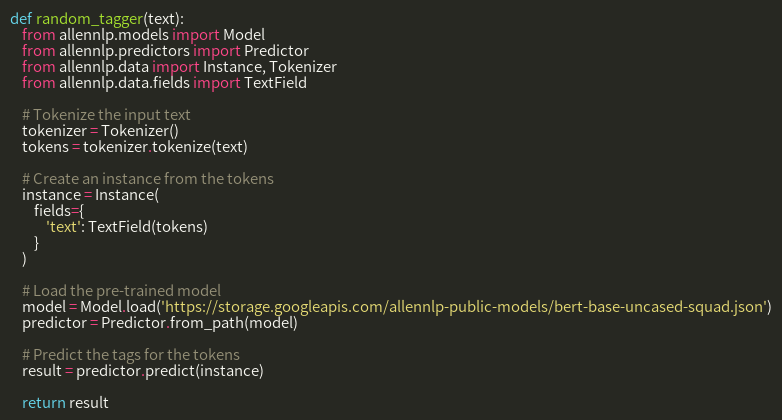 def random_tagger(text):
    from allennlp.models import Model
    from allennlp.predictors import Predictor
    from allennlp.data import Instance, Tokenizer
    from allennlp.data.fields import TextField

    # Tokenize the input text
    tokenizer = Tokenizer()
    tokens = tokenizer.tokenize(text)

    # Create an instance from the tokens
    instance = Instance(
        fields={
            'text': TextField(tokens)
        }
    )

    # Load the pre-trained model
    model = Model.load('https://storage.googleapis.com/allennlp-public-models/bert-base-uncased-squad.json')
    predictor = Predictor.from_path(model)

    # Predict the tags for the tokens
    result = predictor.predict(instance)

    return result